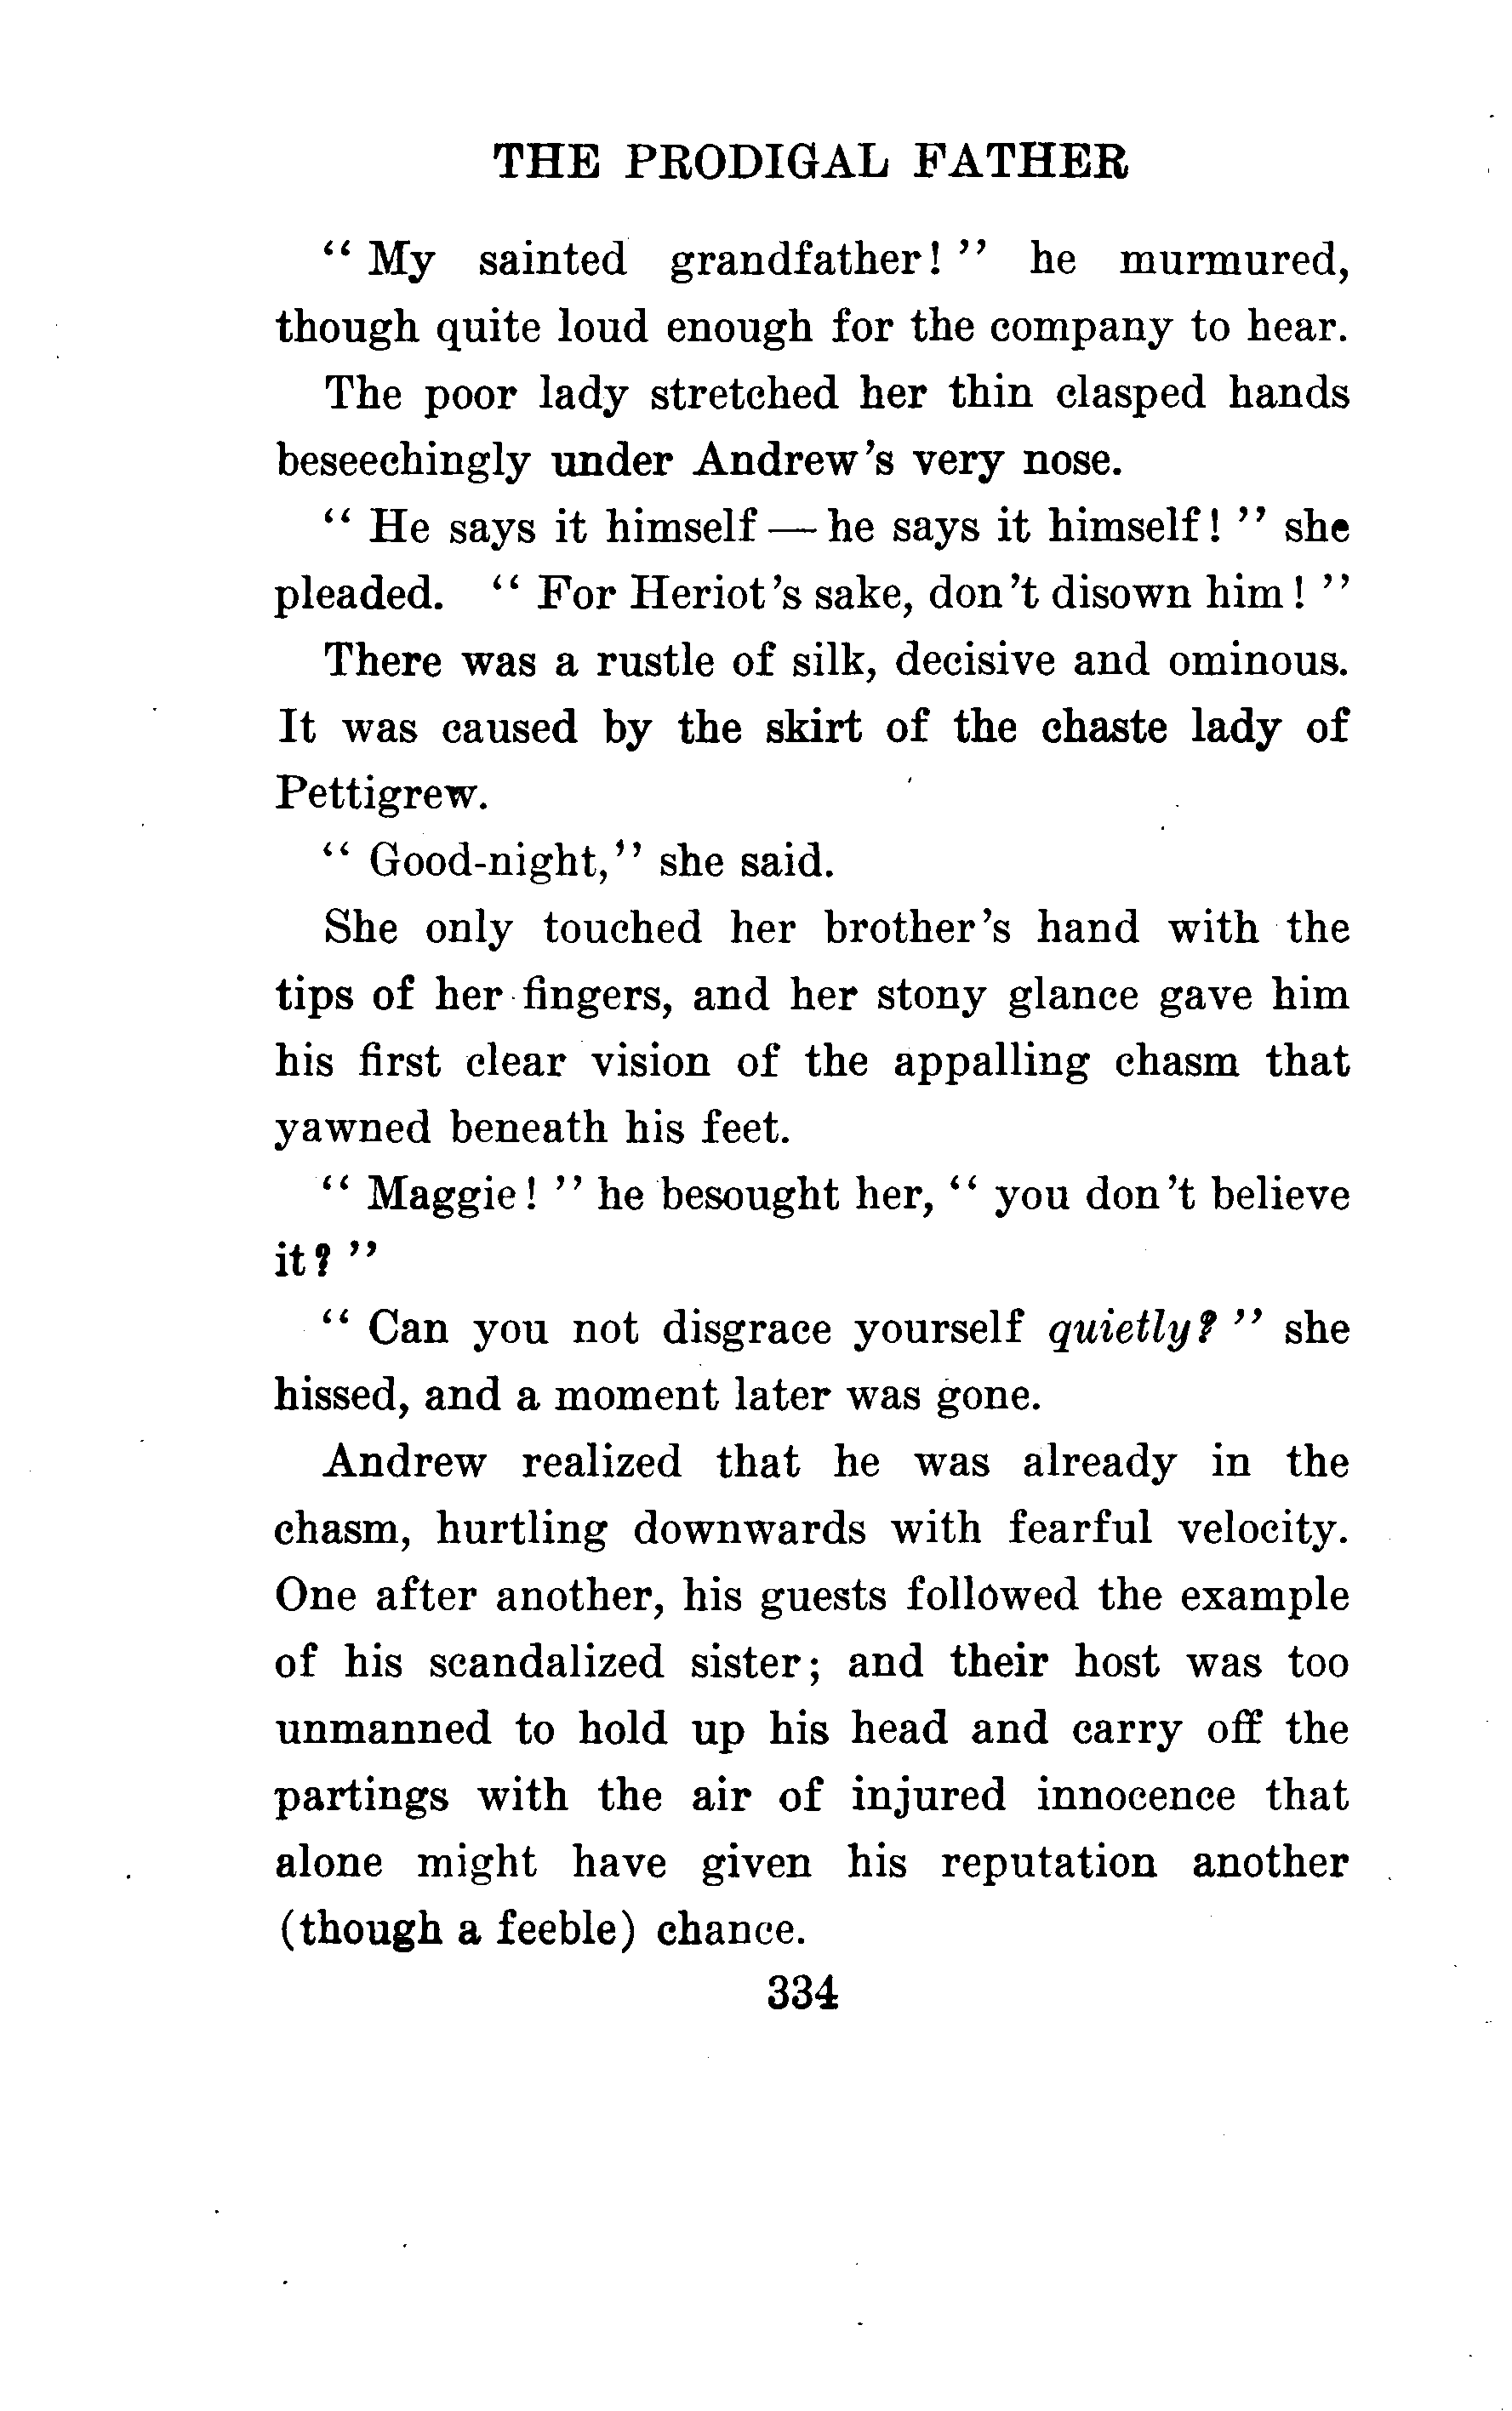 THE PRODIGAL FATHER
“ My sainted grandfather! ” he murmured,
though quite loud enough for the company to hear.
The poor lady stretched her thin clasped hands
beseechingly under Andrew's very nose.
“ He says it himself — he says it himself! ” she
pleaded. “ For Heriot's sake, don't disown him! ”
There was a rustle of silk, decisive and ominous.
It was caused by the skirt of the chaste lady of
Pettigrew.
“ Good-night,” she said.
She only touched her brother's hand with the
tips of her fingers, and her stony glance gave him
his first clear vision of the appalling chasm that
yawned beneath his feet.
“ Maggie! ” he besought her, “ you don't believe
it? ”
“ Can you not disgrace yourself quietly? ” she
hissed, and a moment later was gone.
Andrew realized that he was already in the
chasm, hurtling downwards with fearful velocity.
One after another, his guests followed the example
of his scandalized sister; and their host was too
unmanned to hold up his head and carry off the
partings with the air of injured innocence that
alone might have given his reputation another
(though a feeble) chance.
334